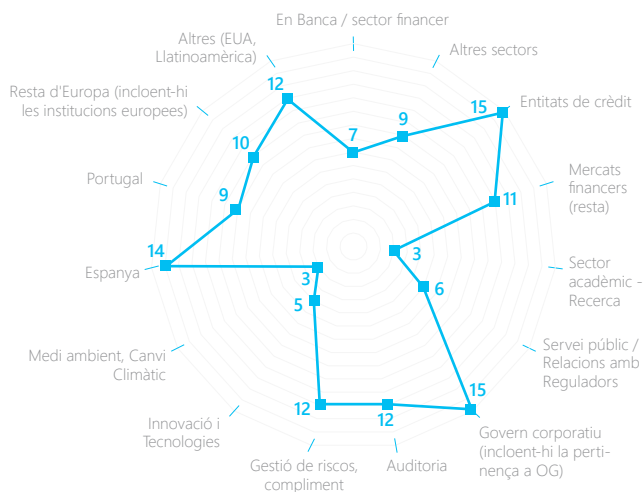 En Banca / sector financer
7
Altres sectors
9
Entitats de crèdit
15
Mercats
financers
(resta)
11
Sector
acadèmic -
Recerca
3
Servei públic /
Relacions amb
Reguladors
6
Govern corporatiu
(incloent-hi la perti-
nença a OG)
15
Auditoria
12
Gestió de riscos,
compliment
12
Innovació i
Tecnologies
5
Medi ambient, Canvi
Climàtic
3
Espanya
14
Portugal
9
Resta d'Europa (incloent-hi
les institucions europees)
10
Altres (EUA,
Llatinoamèrica)
12